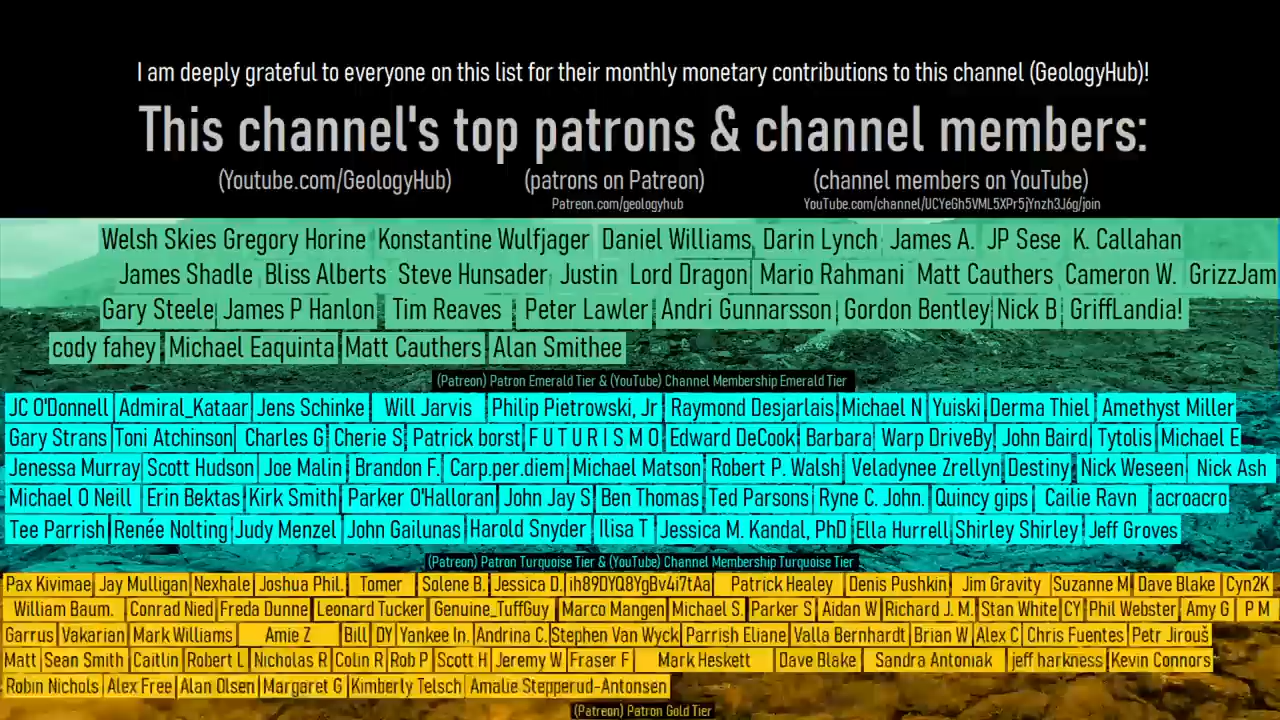 I am deeply grateful to everyone on this list for their monthly monetary contributions to this channel (GeologyHub)!
This channel's top patrons & channel members:
(Youtube.com/GeologyHub) (patrons on Patreon) (channel members on YouTube)
Patreon.com/geologyhub YouTube.com/channel/UCYeGh5VML5XPr5jYnzh3J6g/join
Welsh Skies Gregory Horine Konstantine Wulfjager Daniel Williams Darin Lynch James A. JP Sese K. Callahan
James Shadle Bliss Alberts Steve Hunsader Justin Lord Dragon Mario Rahmani Matt Cauthers Cameron W. GrizzJam
Gary Steele James P Hanlon Tim Reaves Peter Lawler Andri Gunnarsson Gordon Bentley Nick B GriffLandia!
cody fahey Michael Eaquinta Matt Cauthers Alan Smithee
(Patreon) Patron Emerald Tier & (YouTube) Channel Membership Emerald Tier
JC O'Donnell Admiral_Kataar Jens Schinke Will Jarvis Philip Pietrowski, Jr Raymond Desjarlais Michael N Yuiski Derma Thiel Amethyst Miller
Gary Strans Toni Atchinson Charles G Cherie S Patrick borst F U T U R I S M O Edward DeCook Barbara Warp DriveBy John Baird Tytolis Michael E
Jenessa Murray Scott Hudson Joe Malin Brandon F. Carp.per.diem Michael Matson Robert P. Walsh Veladynee Zrellyn Destiny Nick Weseen Nick Ash
Michael O Neill Erin Bektas Kirk Smith Parker O'Halloran John Jay S Ben Thomas Ted Parsons Ryne C. John. Quincy gips Cailie Ravn acroacro
Tee Parrish Renée Nolting Judy Menzel John Gailunas Harold Snyder Ilisa T Jessica M. Kandal, PhD Ella Hurrell Shirley Shirley Jeff Groves
(Patreon) Patron Turquoise Tier & (YouTube) Channel Membership Turquoise Tier
Pax Kivimae Jay Mulligan Nexhale Joshua Phil. Tomer Solene B. Jessica D. ih89DYQ8YgBv4i7tAa Patrick Healey Denis Pushkin Jim Gravity Suzanne M Dave Blake Cyn2K
William Baum. Conrad Nied Freda Dunne Leonard Tucker Genuine_TuffGuy Marco Mangen Michael S. Parker S Aidan W Richard J. M. Stan White CY Phil Webster Amy G P M
Garrus Vakarian Mark Williams Amie Z Bill DY Yankee In. Andrina C. Stephen Van Wyck Parrish Eliane Valla Bernhardt Brian W Alex C Chris Fuentes Petr Jirouš
Matt Sean Smith Caitlin Robert L Nicholas R Colin R Rob P Scott H Jeremy W Fraser F Mark Heskett Dave Blake Sandra Antoniak jeff harkness Kevin Connors
Robin Nichols Alex Free Alan Olsen Margaret G Kimberly Telsch Amalie Stepperud-Antonsen
(Patreon) Patron Gold Tier